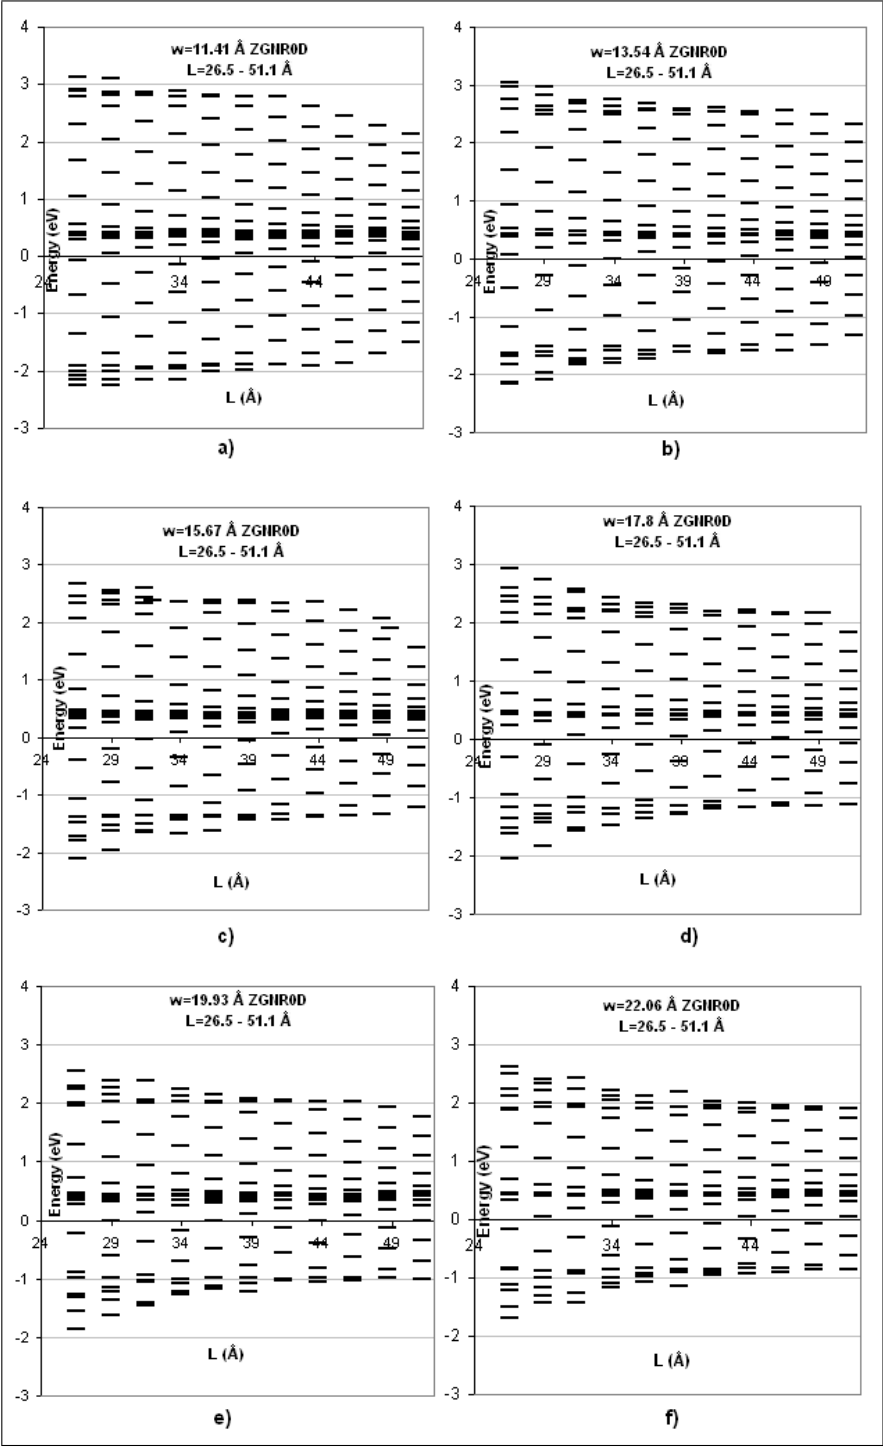 w=11.41 Å ZGNR0D
L=26.5 - 51.1 Å
4
3
2
1
0
-1
-2
-3
24
34
44
Energy (eV)
L (Å)
a)
w=13.54 Å ZGNR0D
L=26.5 - 51.1 Å
4
3
2
1
0
-1
-2
-3
24
29
34
39
44
49
Energy (eV)
L (Å)
b)
w=15.67 Å ZGNR0D
L=26.5 - 51.1 Å
4
3
2
1
0
-1
-2
-3
24
29
34
39
44
49
Energy (eV)
L (Å)
c)
w=17.8 Å ZGNR0D
L=26.5 - 51.1 Å
4
3
2
1
0
-1
-2
-3
24
29
34
39
44
49
Energy (eV)
L (Å)
d)
w=19.93 Å ZGNR0D
L=26.5 - 51.1 Å
4
3
2
1
0
-1
-2
-3
24
29
34
39
44
49
Energy (eV)
L (Å)
e)
w=22.06 Å ZGNR0D
L=26.5 - 51.1 Å
4
3
2
1
0
-1
-2
-3
24
34
44
Energy (eV)
L (Å)
f)